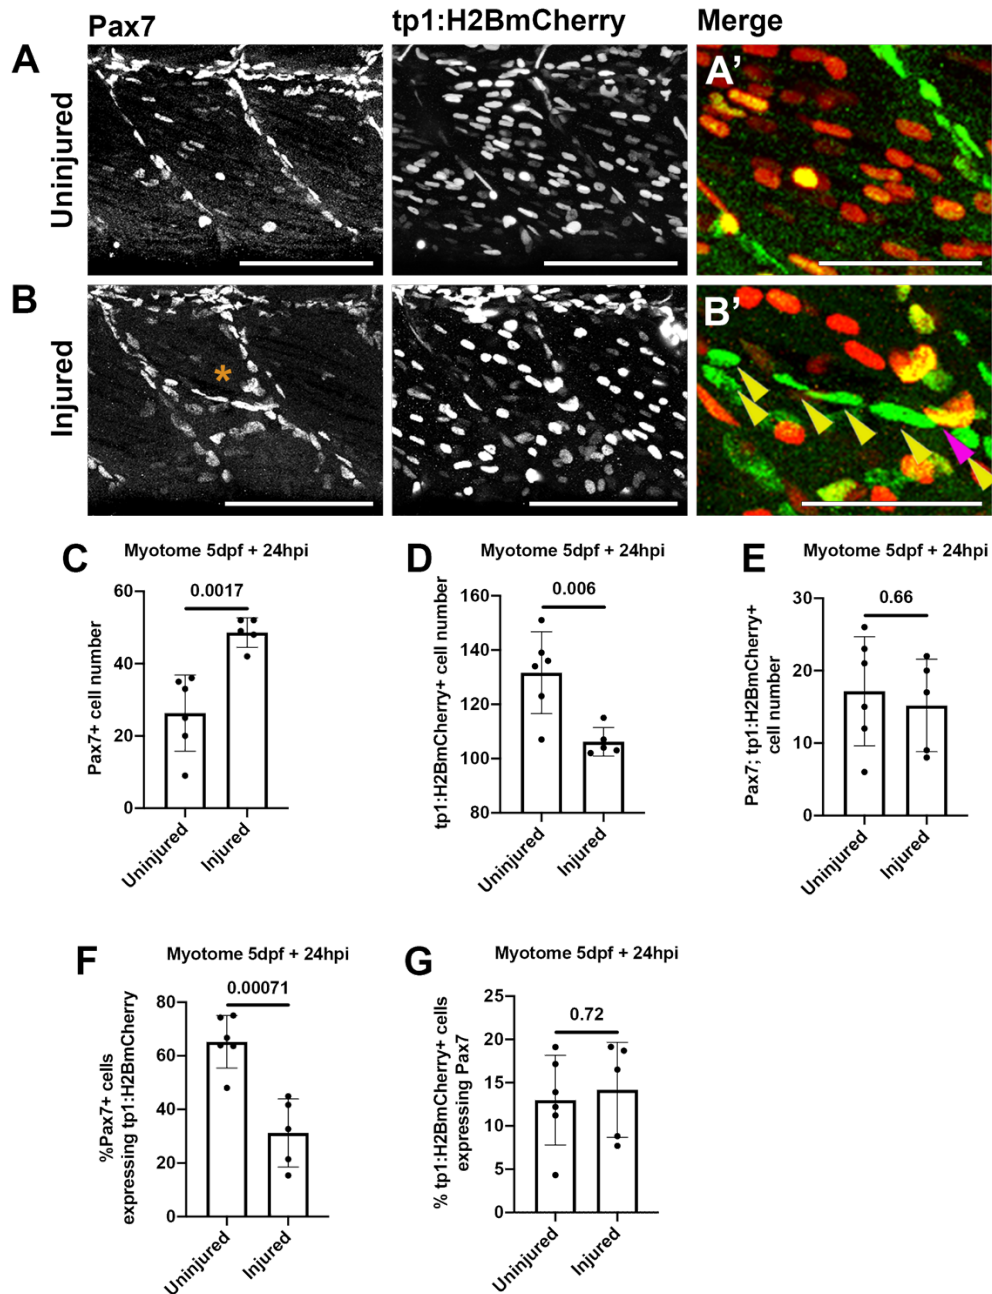 Pax7 tp1:H2BmCherry Merge
A A’
Uninjured
B B’
*
Injured
C Myotome 5dpf + 24hpi
0.0017
Pax7+ cell number
60
40
20
0
Uninjured Injured
D Myotome 5dpf + 24hpi
0.006
tp1:H2BmCherry+ cell number
160
140
120
100
80
Uninjured Injured
E Myotome 5dpf + 24hpi
0.66
Pax7; tp1:H2BmCherry+
cell number
30
20
10
0
Uninjured Injured
F Myotome 5dpf + 24hpi
0.00071
%Pax7+ cells
expressing tp1:H2BmCherry
80
60
40
20
0
Uninjured Injured
G Myotome 5dpf + 24hpi
0.72
% tp1:H2BmCherry+ cells
expressing Pax7
25
20
15
10
5
0
Uninjured Injured